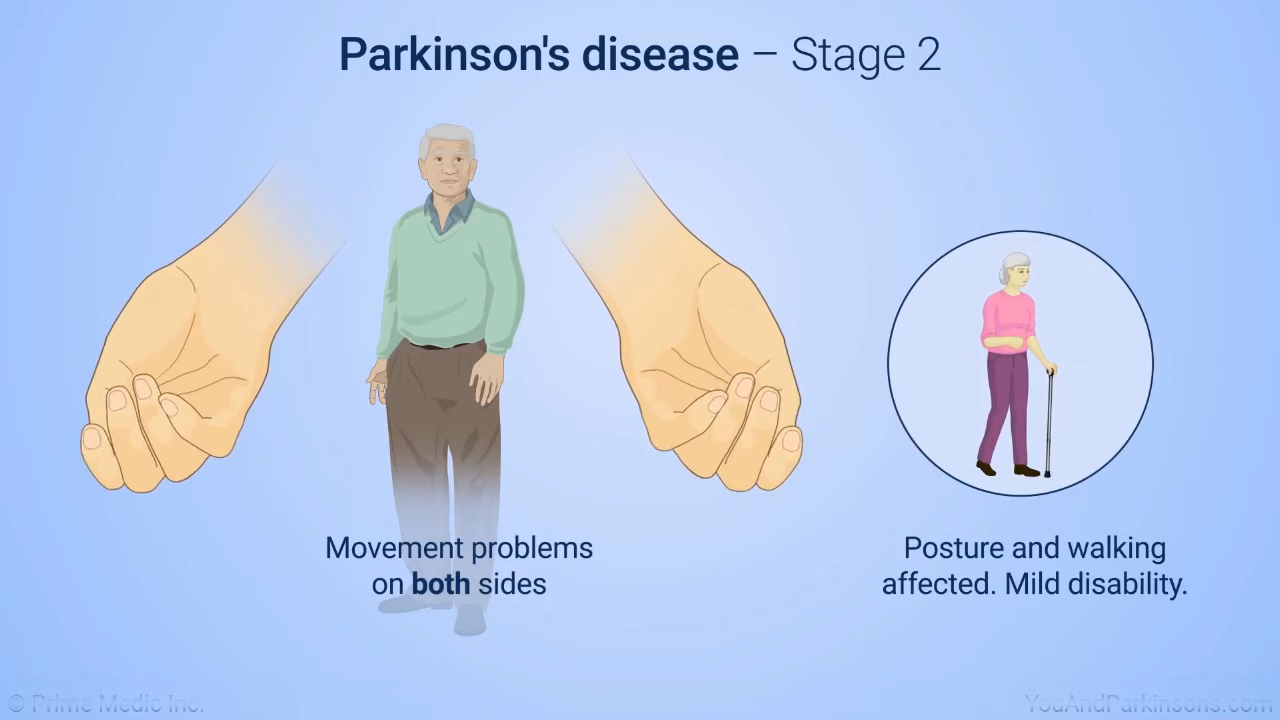 Parkinson's disease – Stage 2
Movement problems
on both sides
Posture and walking
affected. Mild disability.
© Prime Medic Inc.
YouAndParkinsons.com